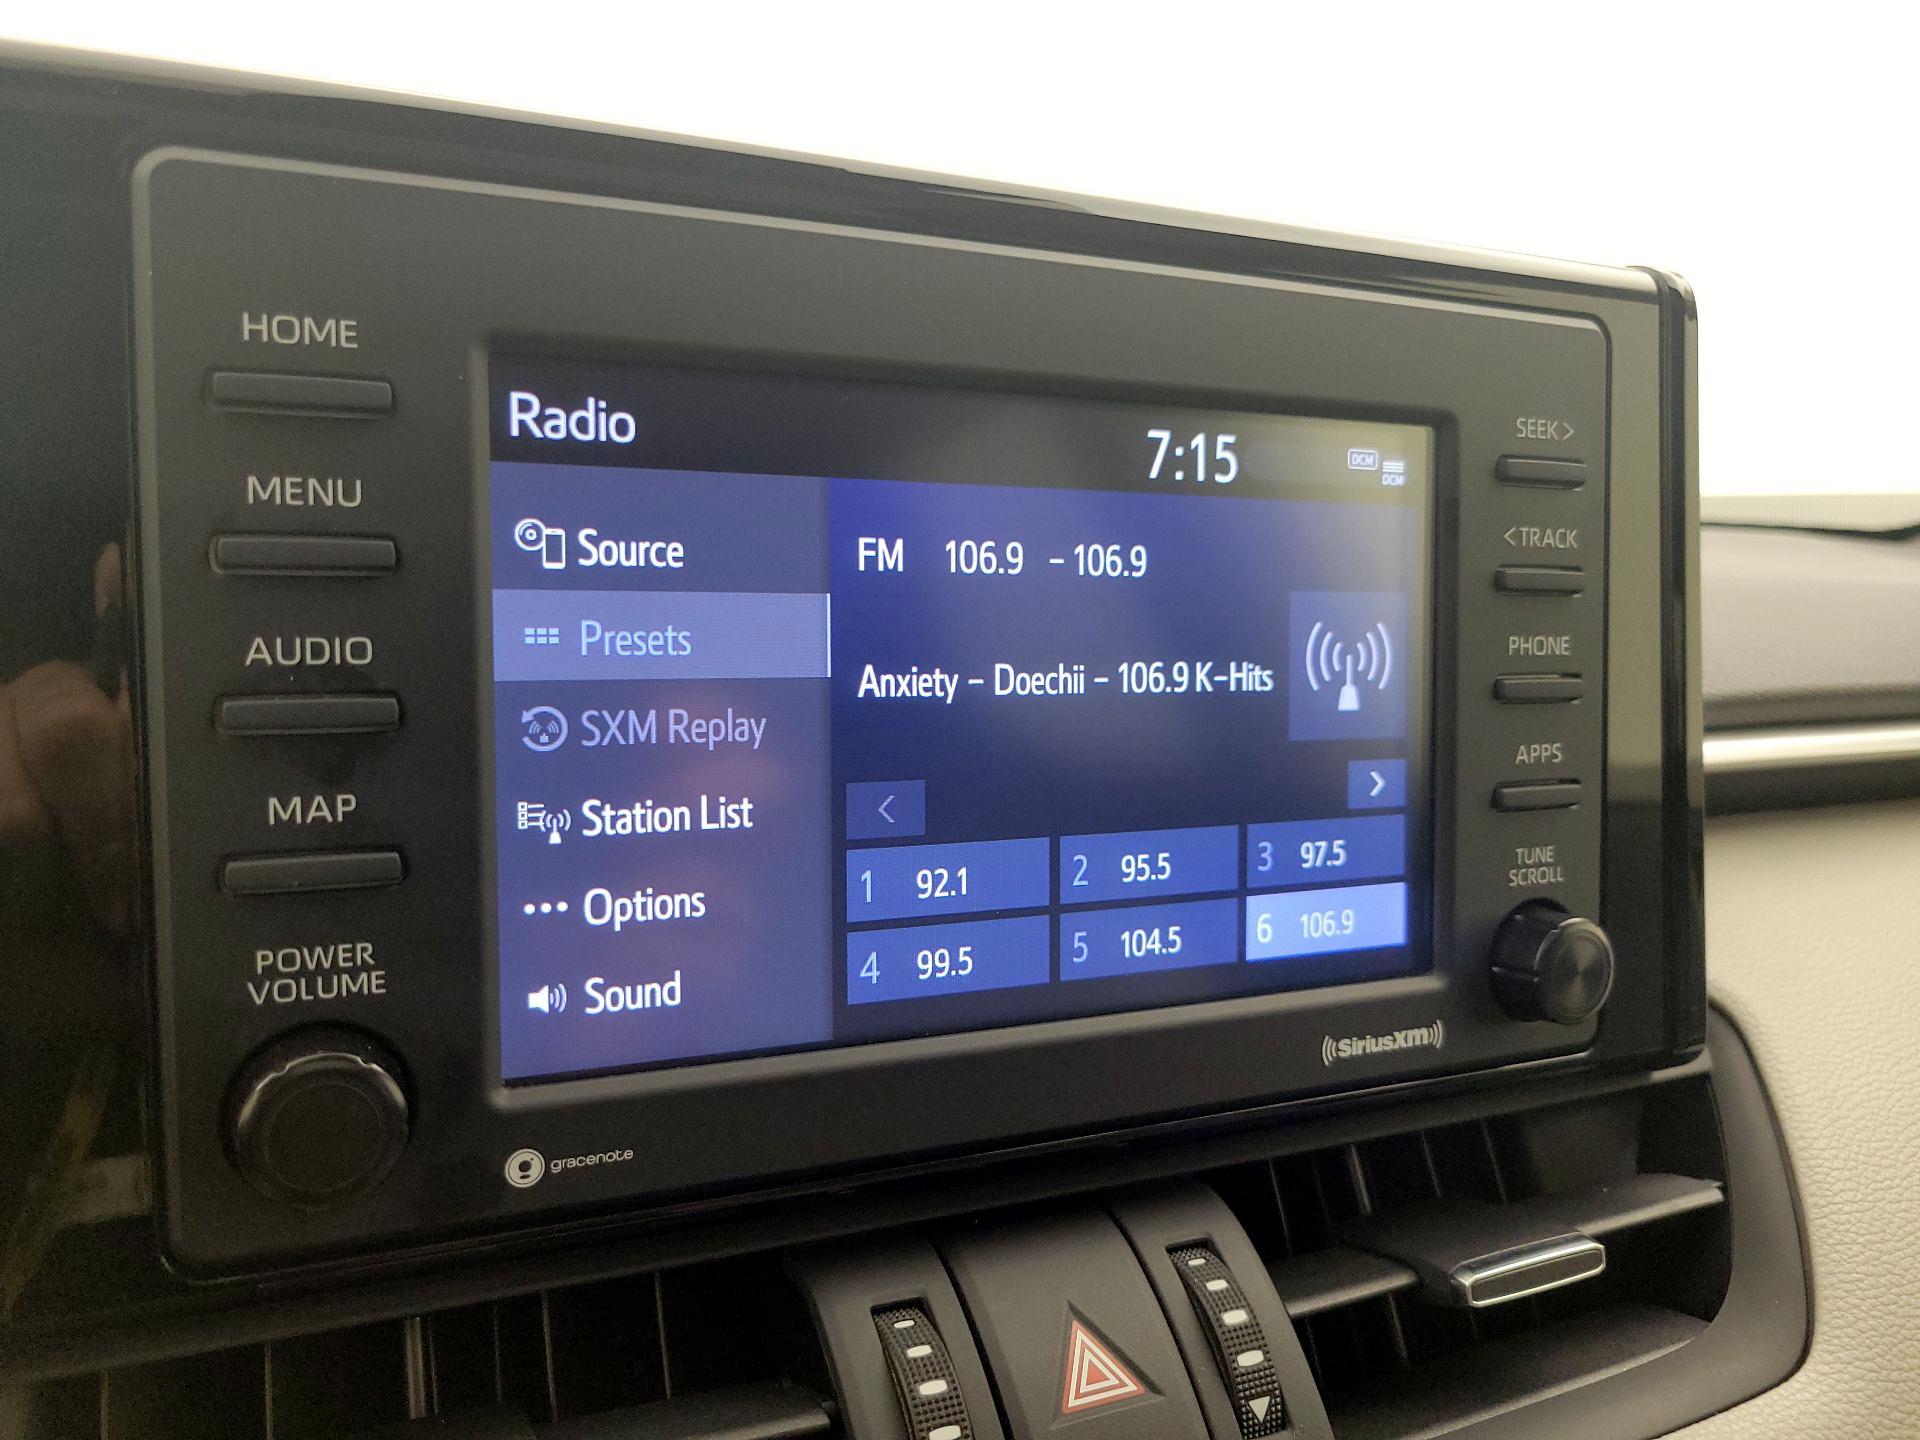 HOME
MENU
AUDIO
MAP
POWER
VOLUME
Radio
7:15
DCM
DCM
Source
Presets
SXM Replay
Station List
Options
Sound
FM 106.9 - 106.9
Anxiety - Doechii - 106.9 K-Hits
<
>
1 92.1
2 95.5
3 97.5
4 99.5
5 104.5
6 106.9
SEEK >
< TRACK
PHONE
APPS
TUNE
SCROLL
((SiriusXM))
gracenote